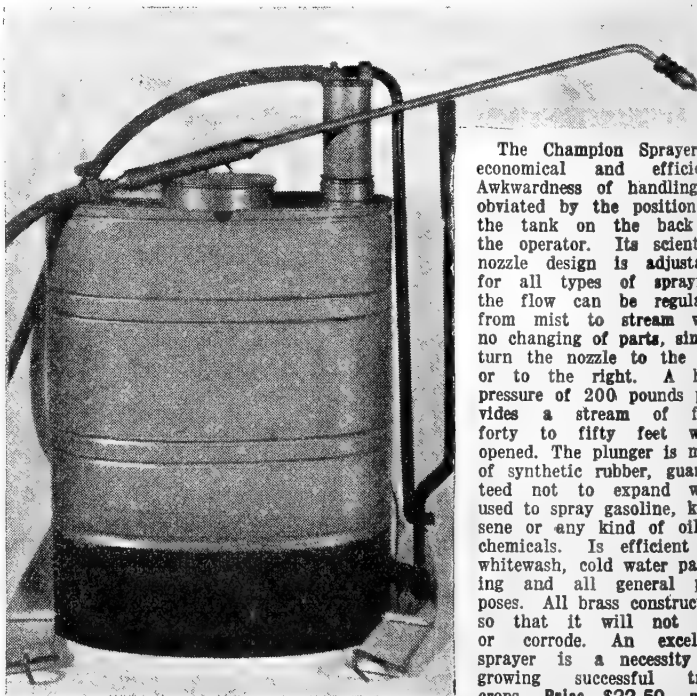 The Champion Sprayer
economical and effici
Awkwardness of handling
obviated by the position
the tank on the back
the operator. Its scient
nozzle design is adjusta
for all types of spray
the flow can be regula
from mist to stream w
no changing of parts, sim
turn the nozzle to the
or to the right. A h
pressure of 200 pounds p
vides a stream of f
forty to fifty feet w
opened. The plunger is m
of synthetic rubber, guar
teed not to expand w
used to spray gasoline, k
sene or any kind of oil
chemicals. Is efficient
whitewash, cold water pa
ing and all general p
poses. All brass construc
so that it will not
or corrode. An excel
sprayer is a necessity
growing successful t
crops. Price $22.50